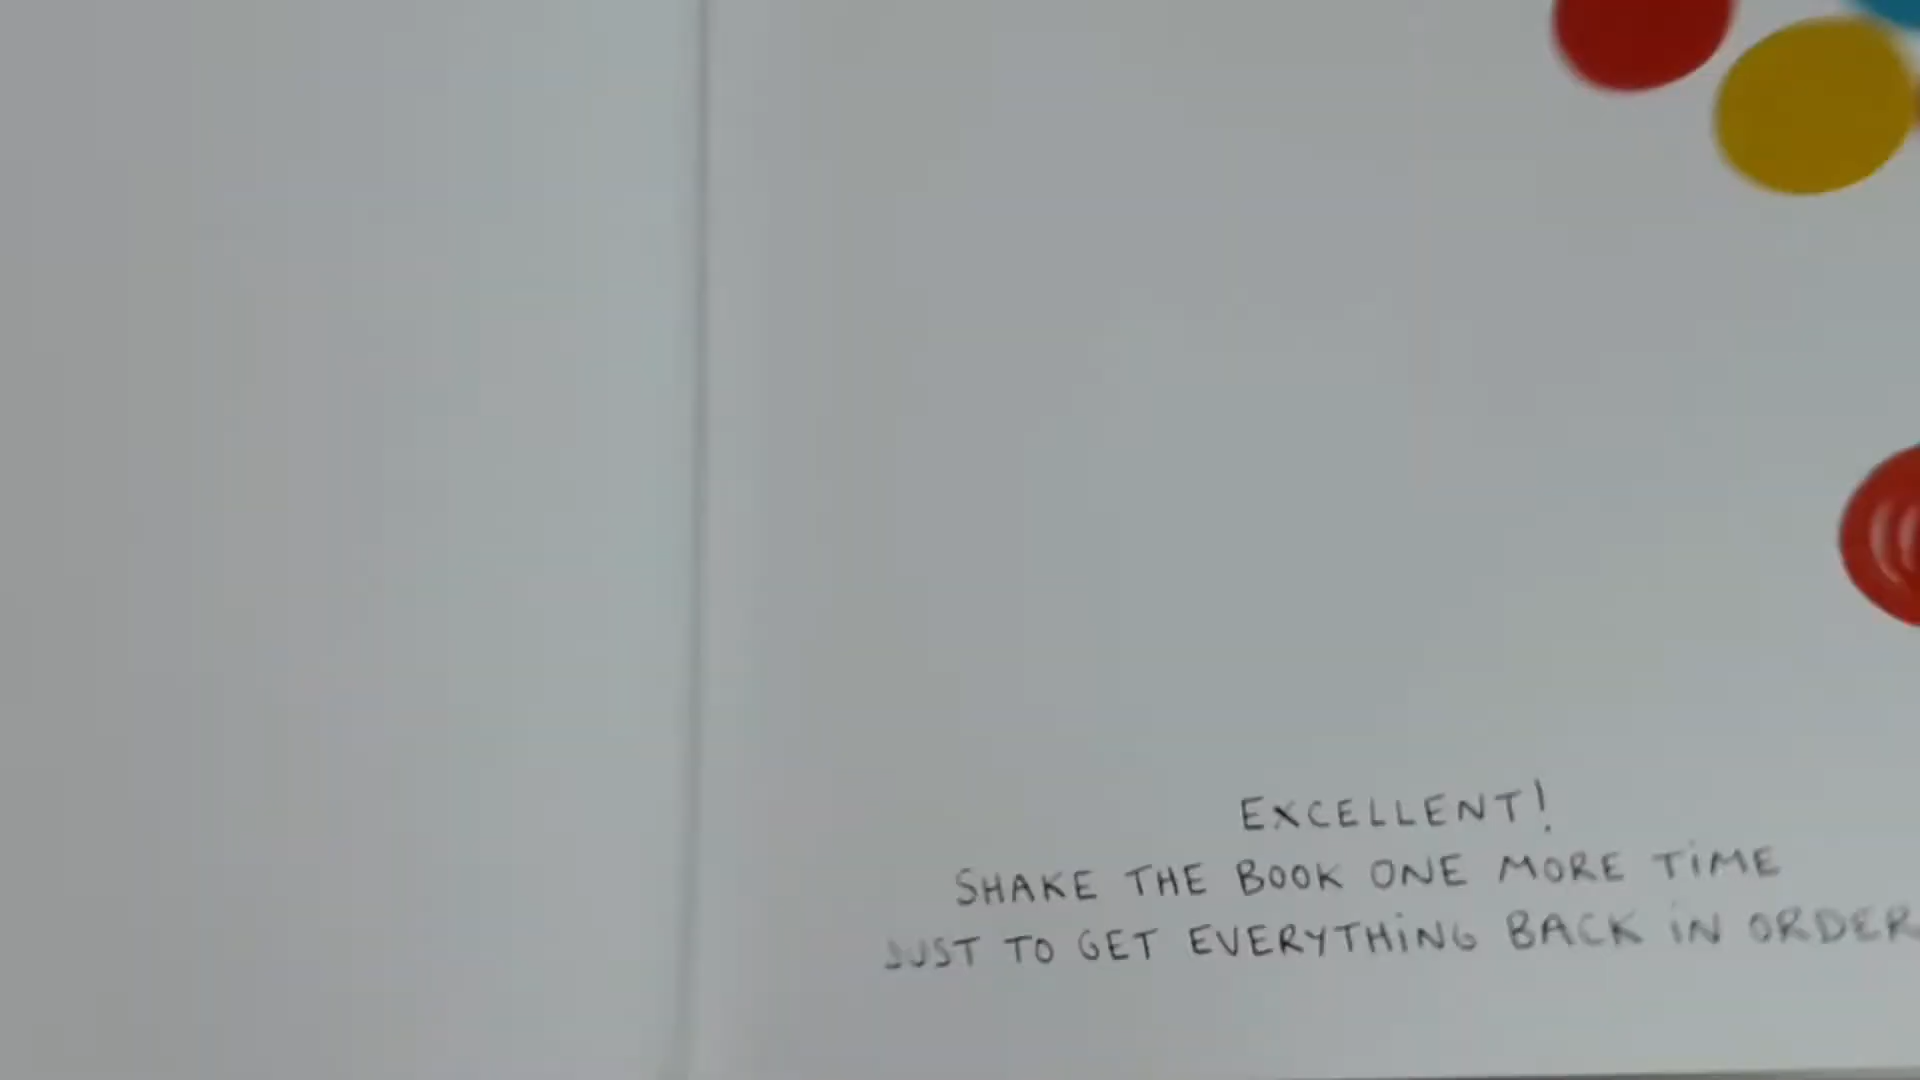 EXCELLENT!
SHAKE THE BOOK ONE MORE TiME
JUST TO GET EVERYTHiNG BACK iN ORDER